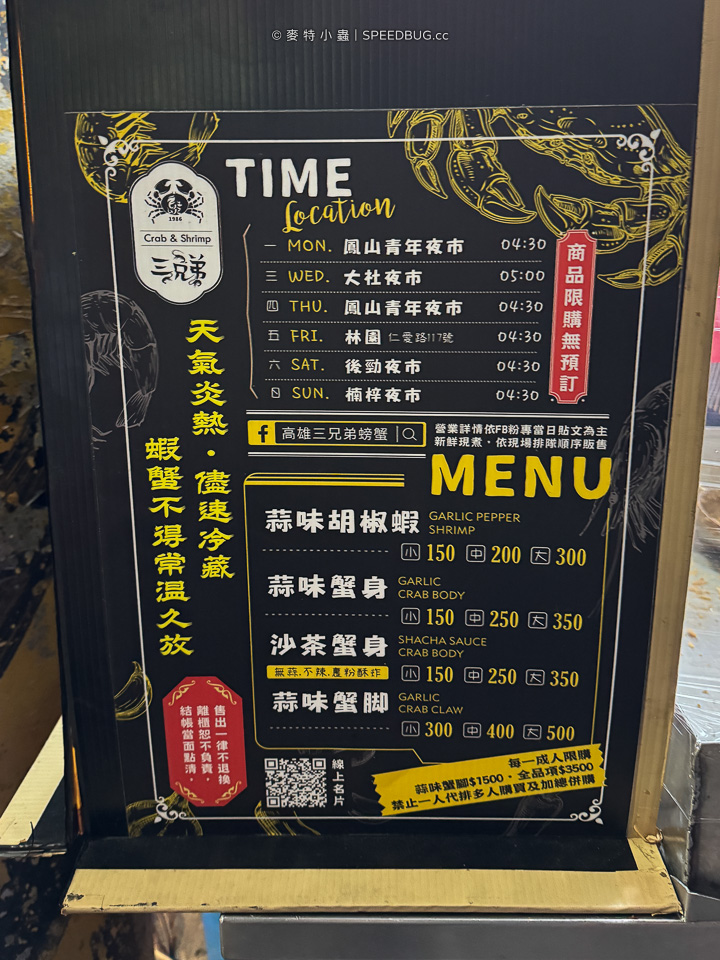 © 麥特小蟲 | SPEEDBUG.cc
TIME
Location
1986
Crab & Shrimp
三兄弟
一 MON. 鳳山青年夜市 04:30
三 WED. 大社夜市 05:00
四 THU. 鳳山青年夜市 04:30
五 FRI. 林園 仁愛路117號 04:30
六 SAT. 後勁夜市 04:30
日 SUN. 楠梓夜市 04:30
商品限購無預訂
高雄三兄弟螃蟹
營業詳情依FB粉專當日貼文為主
新鮮現煮・依現場排隊順序販售
天氣炎熱・儘速冷藏
蝦蟹不得常溫久放
MENU
蒜味胡椒蝦 GARLIC PEPPER
SHRIMP
小 150 中 200 大 300
蒜味蟹身 GARLIC
CRAB BODY
小 150 中 250 大 350
沙茶蟹身 SHACHA SAUCE
CRAB BODY
無蒜.不辣.裹粉酥炸 小 150 中 250 大 350
蒜味蟹脚 GARLIC
CRAB CLAW
小 300 中 400 大 500
售出一律不退換
離櫃恕不負責，
結帳當面點清，
線上名片
每一成人限購
蒜味蟹腳$1500・全品項$3500
禁止一人代排多人購買及加總併購